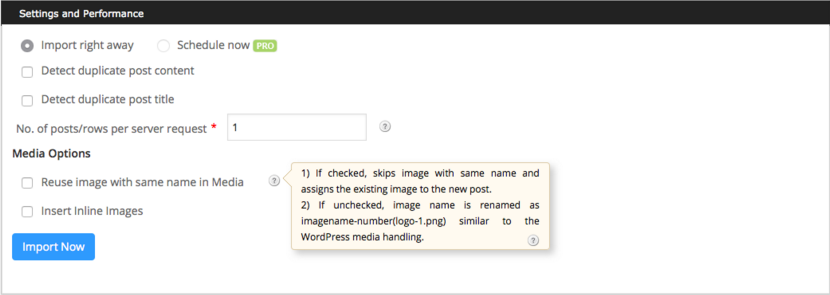 Settings and Performance
Import right away Schedule now PRO
Detect duplicate post content
Detect duplicate post title
No. of posts/rows per server request * 1 ?
Media Options
Reuse image with same name in Media ?
1) If checked, skips image with same name and
assigns the existing image to the new post.
2) If unchecked, image name is renamed as
imagename-number(logo-1.png) similar to the
WordPress media handling. ?
Insert Inline Images
Import Now